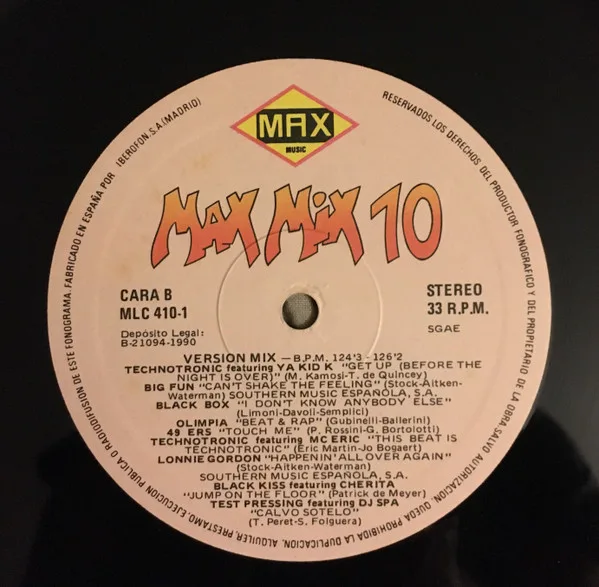 MAX
MUSIC
MAX MIX 10
CARA B
MLC 410-1
Depósito Legal:
B-21094-1990
STEREO
33 R.P.M.
SGAE
VERSION MIX — B.P.M. 124'3 - 126'2
TECHNOTRONIC featuring YA KID K "GET UP (BEFORE THE
NIGHT IS OVER)" (M. Kamosi-T. de Quincey)
BIG FUN "CAN'T SHAKE THE FEELING" (Stock-Aitken-
Waterman) SOUTHERN MUSIC ESPAÑOLA, S.A.
BLACK BOX "I DON'T KNOW ANYBODY ELSE"
(Limoni-Davoli-Semplici)
OLIMPIA "BEAT & RAP" (Gubinelli-Ballerini)
49 ERS "TOUCH ME" (P. Rossini-G. Bortolotti)
TECHNOTRONIC featuring MC ERIC "THIS BEAT IS
TECHNOTRONIC" (Eric Martin-Jo Bogaert)
LONNIE GORDON "HAPPENIN' ALL OVER AGAIN"
(Stock-Aitken-Waterman)
SOUTHERN MUSIC ESPAÑOLA, S.A.
BLACK KISS featuring CHERITA
"JUMP ON THE FLOOR" (Patrick de Meyer)
TEST PRESSING featuring DJ SPA
"CALVO SOTELO"
(T. Peret-S. Folguera)
RESERVADOS LOS DERECHOS DEL PRODUCTOR FONOGRAFICO Y DEL PROPIETARIO DE LA OBRA. SALVO AUTORIZACION, QUEDA PROHIBIDA LA DUPLICACION, ALQUILER, PRESTAMO, EJECUCION PUBLICA O RADIODIFUSION DE ESTE FONOGRAMA. FABRICADO EN ESPAÑA POR IBEROFON, S.A. (MADRID)